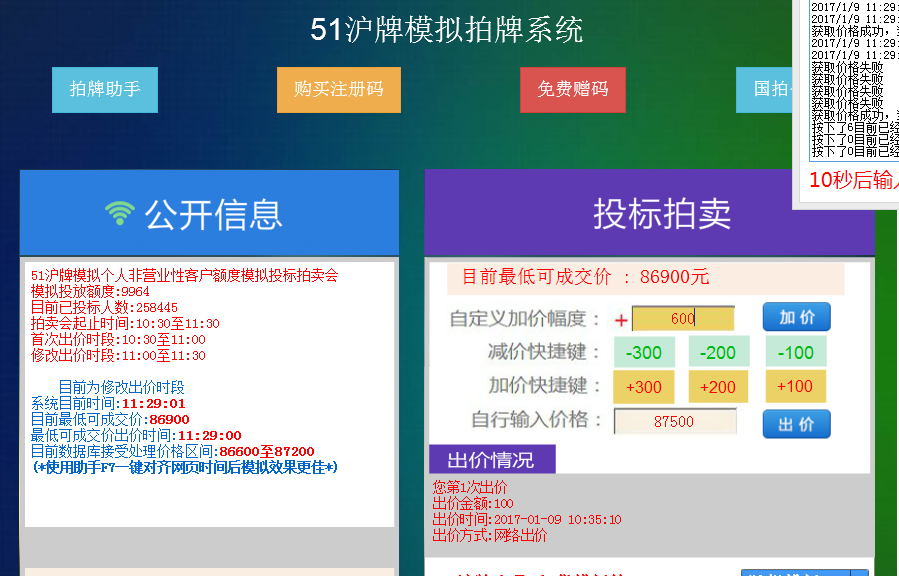 51沪牌模拟拍牌系统
拍牌助手
购买注册码
免费赠码
国拍
2017/1/9 11:29:
2017/1/9 11:29:
获取价格成功,
2017/1/9 11:29:
2017/1/9 11:29:
获取价格失败
获取价格失败
获取价格失败
获取价格失败
获取价格成功,
按下了6目前已经
按下了0目前已经
按下了0目前已经
10秒后输入
公开信息
51沪牌模拟个人非营业性客户额度模拟投标拍卖会
模拟投放额度:9964
目前已投标人数:258445
拍卖会起止时间:10:30至11:30
首次出价时段:10:30至11:00
修改出价时段:11:00至11:30
目前为修改出价时段
系统目前时间:11:29:01
目前最低可成交价:86900
最低可成交价出价时间:11:29:00
目前数据库接受处理价格区间:86600至87200
(*使用助手F7一键对齐网页时间后模拟效果更佳*)
投标拍卖
目前最低可成交价 : 86900元
自定义加价幅度: + 600 加 价
减价快捷键: -300 -200 -100
加价快捷键: +300 +200 +100
自行输入价格: 87500 出 价
出价情况
您第1次出价
出价金额:100
出价时间:2017-01-09 10:35:10
出价方式:网络出价